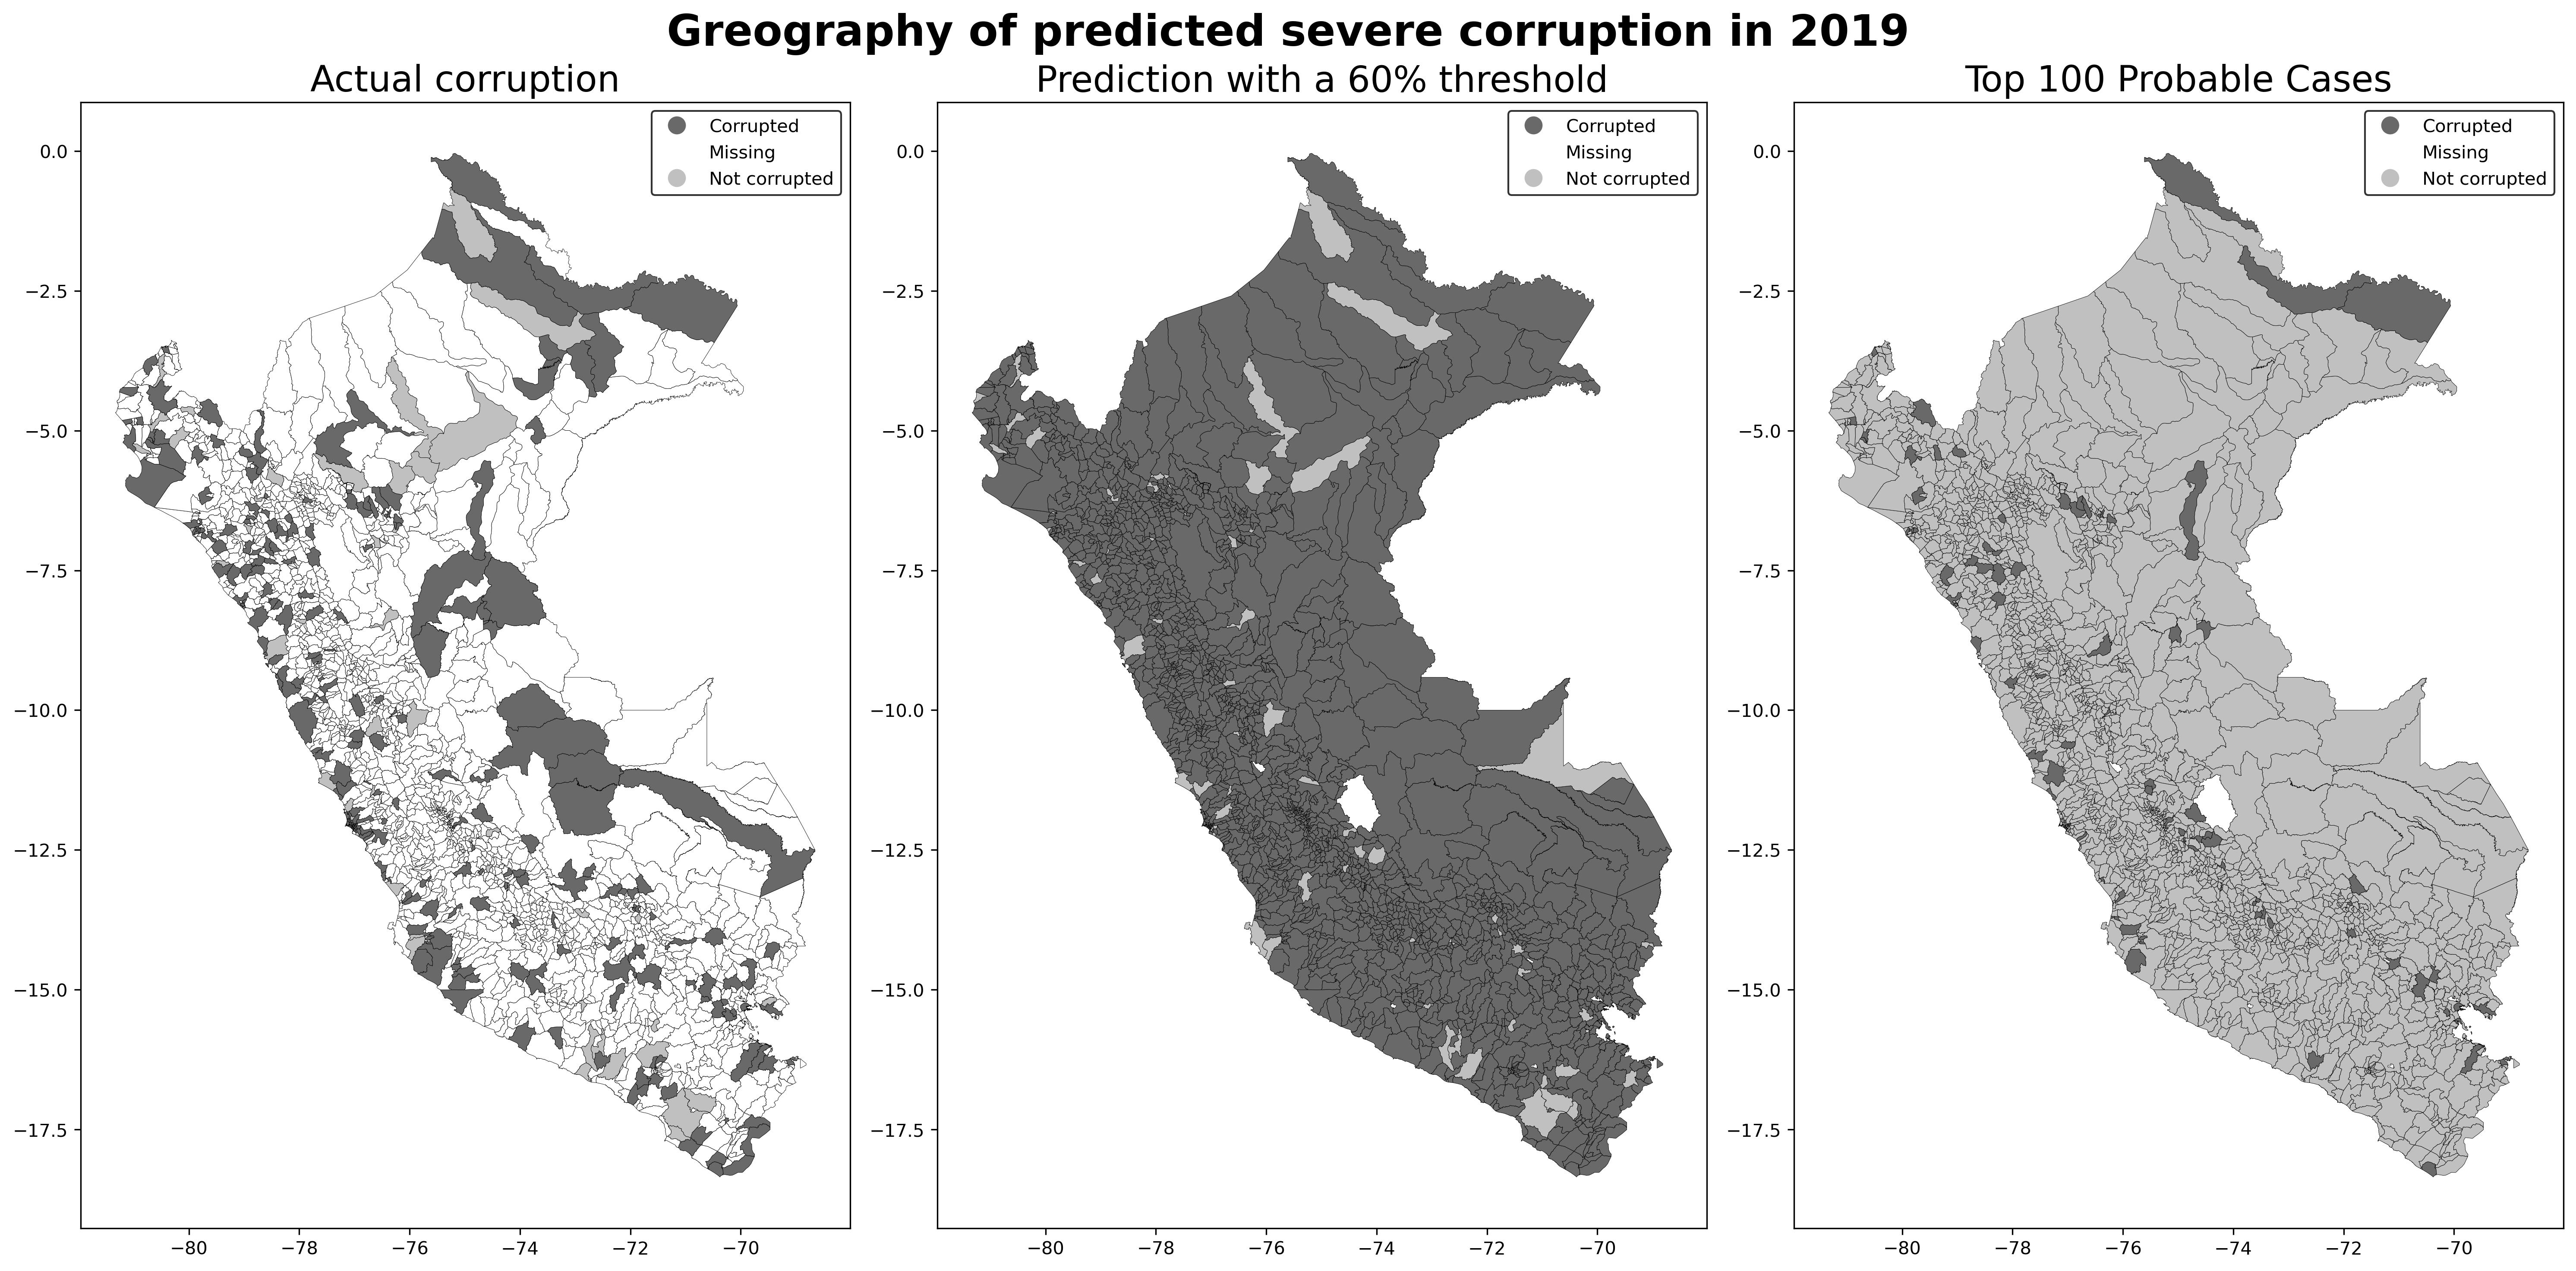 Greography of predicted severe corruption in 2019
Actual corruption
Corrupted
Missing
Not corrupted
0.0
−2.5
−5.0
−7.5
−10.0
−12.5
−15.0
−17.5
−80 −78 −76 −74 −72 −70
Prediction with a 60% threshold
Corrupted
Missing
Not corrupted
0.0
−2.5
−5.0
−7.5
−10.0
−12.5
−15.0
−17.5
−80 −78 −76 −74 −72 −70
Top 100 Probable Cases
Corrupted
Missing
Not corrupted
0.0
−2.5
−5.0
−7.5
−10.0
−12.5
−15.0
−17.5
−80 −78 −76 −74 −72 −70